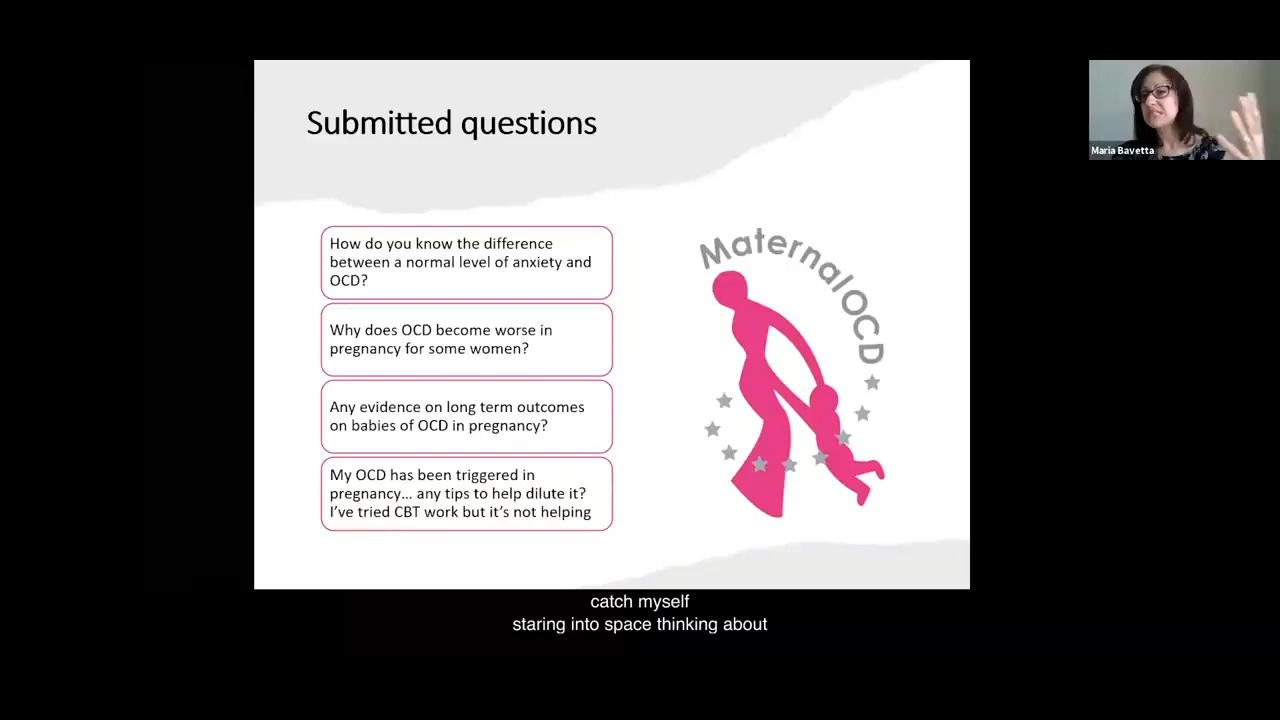 Submitted questions
How do you know the difference
between a normal level of anxiety and
OCD?
Why does OCD become worse in
pregnancy for some women?
Any evidence on long term outcomes
on babies of OCD in pregnancy?
My OCD has been triggered in
pregnancy… any tips to help dilute it?
I've tried CBT work but it's not helping
MaternalOCD
Maria Bavetta
catch myself
staring into space thinking about